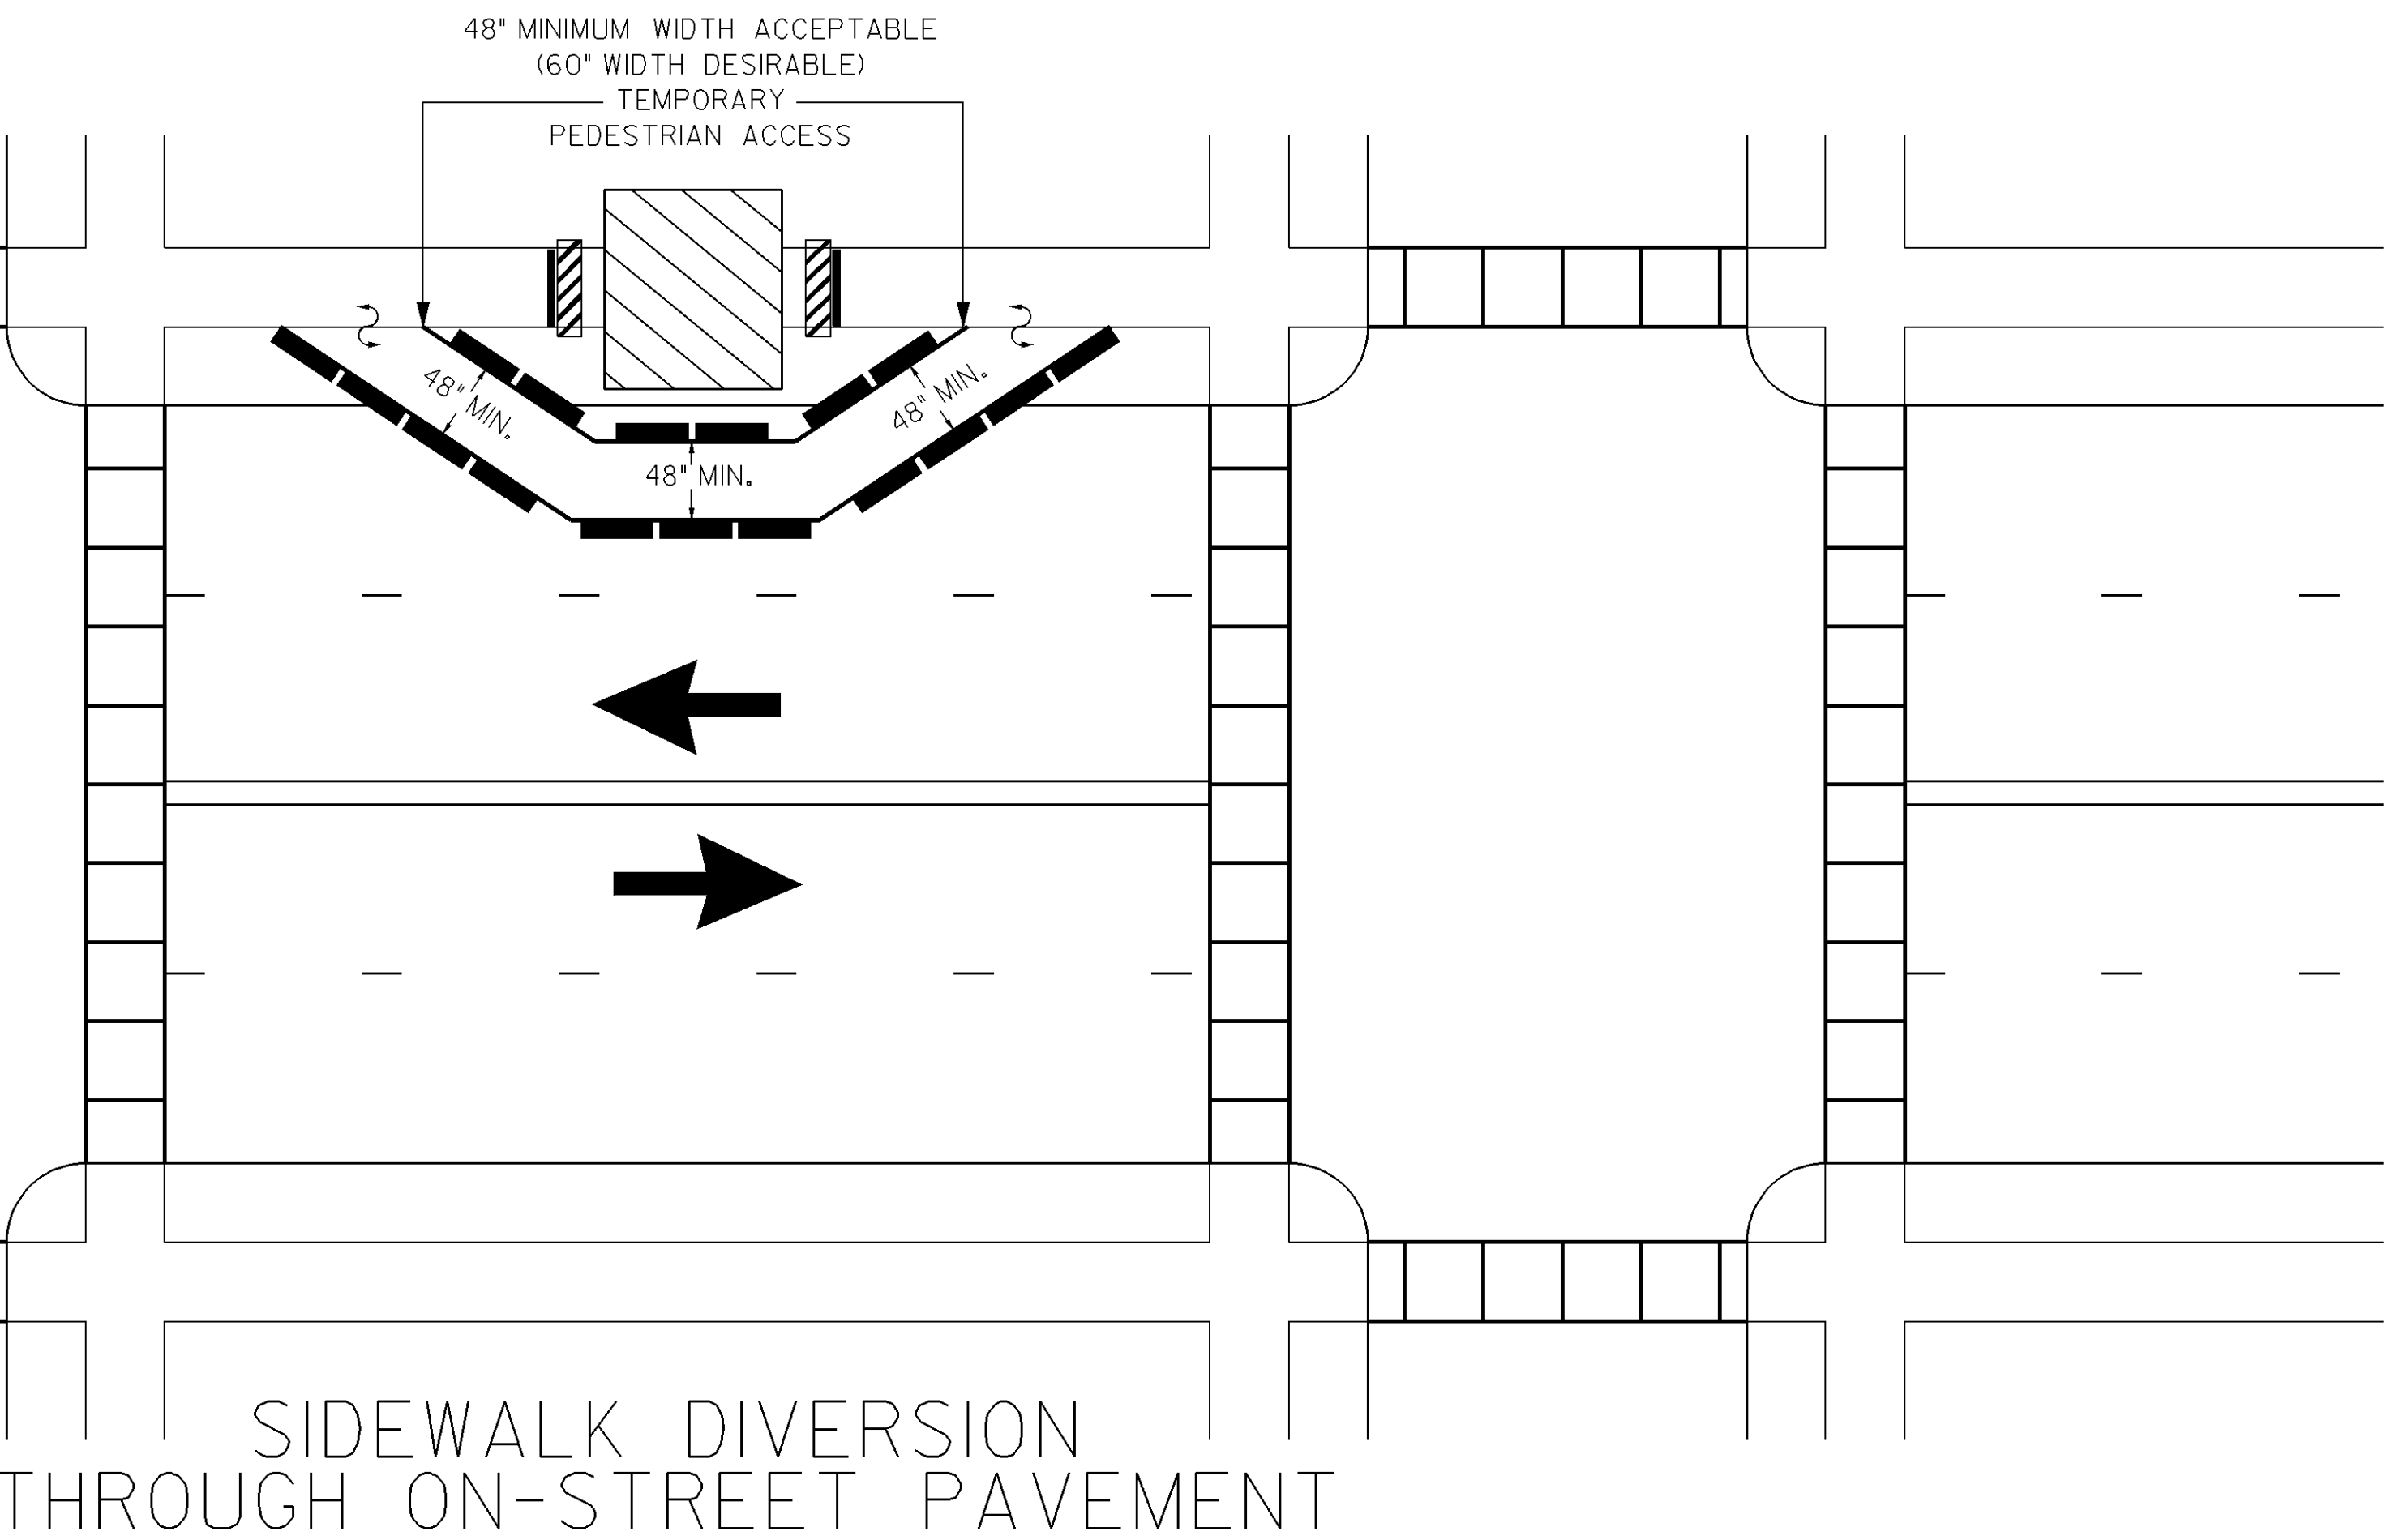 48" MINIMUM WIDTH ACCEPTABLE
(60" WIDTH DESIRABLE)
TEMPORARY
PEDESTRIAN ACCESS
48" MIN.
48" MIN.
48" MIN.
SIDEWALK DIVERSION
THROUGH ON-STREET PAVEMENT